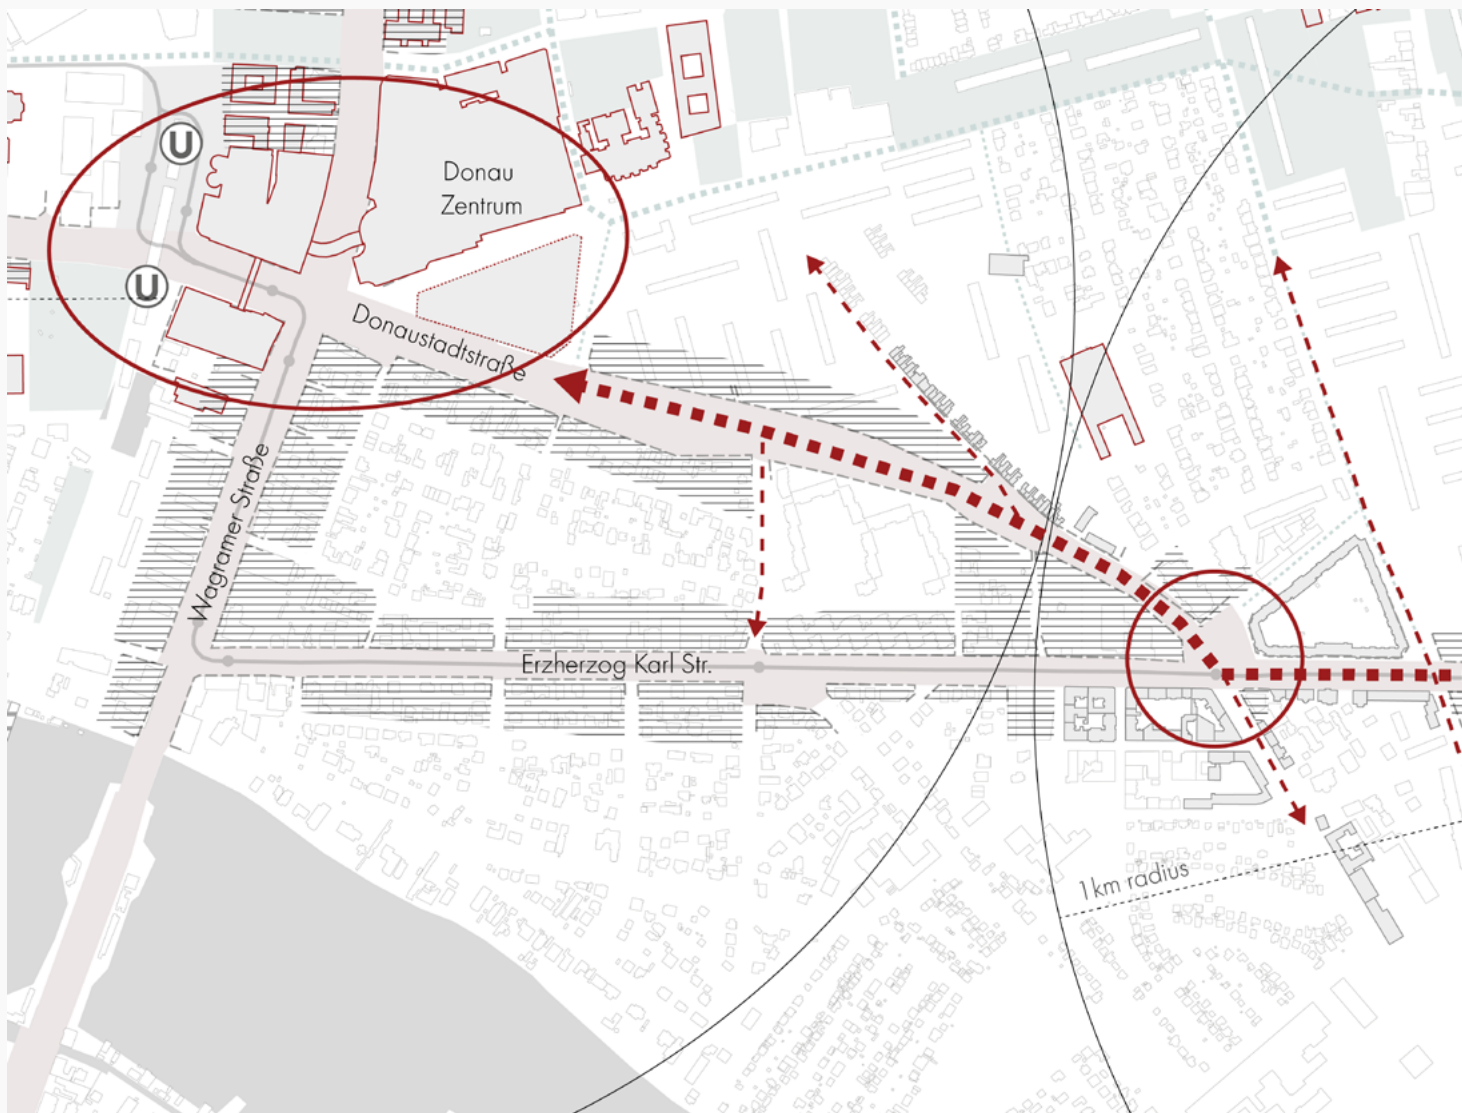 U
Donau
Zentrum
U
Donaustadtstraße
Wagramer Straße
Erzherzog Karl Str.
1km radius